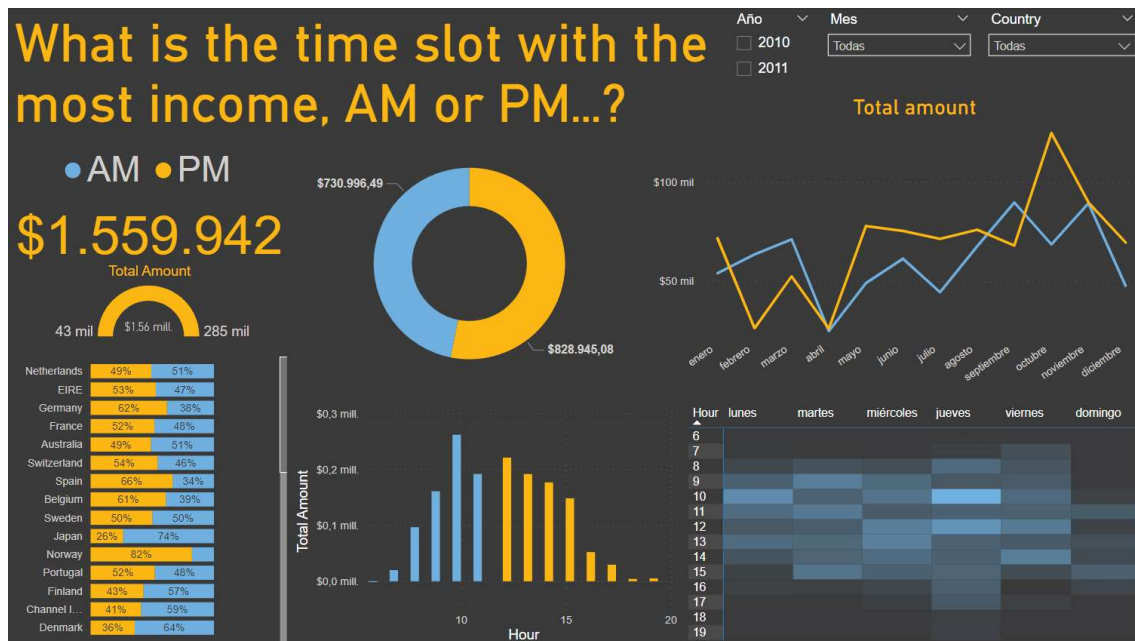 What is the time slot with the
most income, AM or PM...?
Año
2010
2011
Mes
Todas
Country
Todas
AM PM
$1.559.942
Total Amount
43 mil $1,56 mill. 285 mil
$730.996,49
$828.945,08
Total amount
$100 mil
$50 mil
enero
febrero
marzo
abril
mayo
junio
julio
agosto
septiembre
octubre
noviembre
diciembre
Netherlands 49% 51%
EIRE 53% 47%
Germany 62% 38%
France 52% 48%
Australia 49% 51%
Switzerland 54% 46%
Spain 66% 34%
Belgium 61% 39%
Sweden 50% 50%
Japan 26% 74%
Norway 82%
Portugal 52% 48%
Finland 43% 57%
Channel I... 41% 59%
Denmark 36% 64%
Total Amount
$0,3 mill.
$0,2 mill.
$0,1 mill.
$0,0 mill.
10 15 20
Hour
Hour lunes martes miércoles jueves viernes domingo
6
7
8
9
10
11
12
13
14
15
16
17
18
19